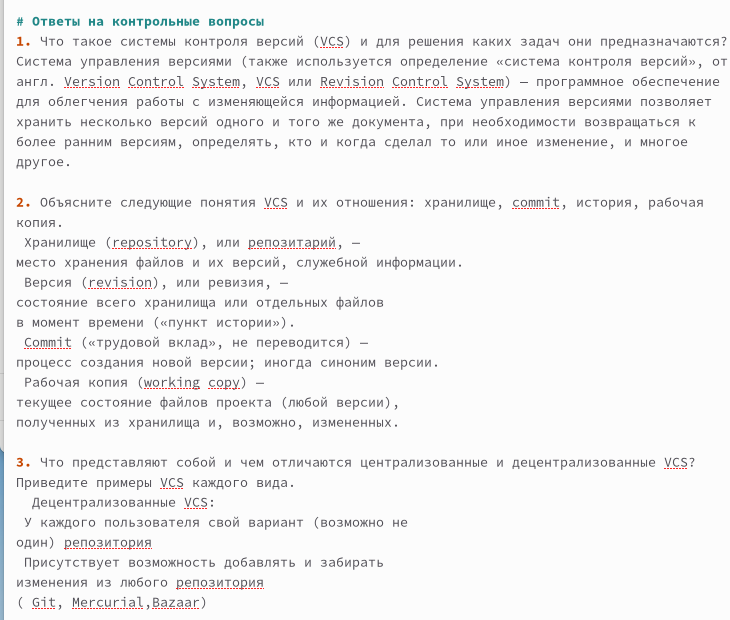 # Ответы на контрольные вопросы
1. Что такое системы контроля версий (VCS) и для решения каких задач они предназначаются?
Система управления версиями (также используется определение «система контроля версий», от
англ. Version Control System, VCS или Revision Control System) — программное обеспечение
для облегчения работы с изменяющейся информацией. Система управления версиями позволяет
хранить несколько версий одного и того же документа, при необходимости возвращаться к
более ранним версиям, определять, кто и когда сделал то или иное изменение, и многое
другое.
2. Объясните следующие понятия VCS и их отношения: хранилище, commit, история, рабочая
копия.
Хранилище (repository), или репозитарий, —
место хранения файлов и их версий, служебной информации.
Версия (revision), или ревизия, —
состояние всего хранилища или отдельных файлов
в момент времени («пункт истории»).
Commit («трудовой вклад», не переводится) —
процесс создания новой версии; иногда синоним версии.
Рабочая копия (working copy) —
текущее состояние файлов проекта (любой версии),
полученных из хранилища и, возможно, измененных.
3. Что представляют собой и чем отличаются централизованные и децентрализованные VCS?
Приведите примеры VCS каждого вида.
Децентрализованные VCS:
У каждого пользователя свой вариант (возможно не
один) репозитория
Присутствует возможность добавлять и забирать
изменения из любого репозитория
( Git, Mercurial,Bazaar)